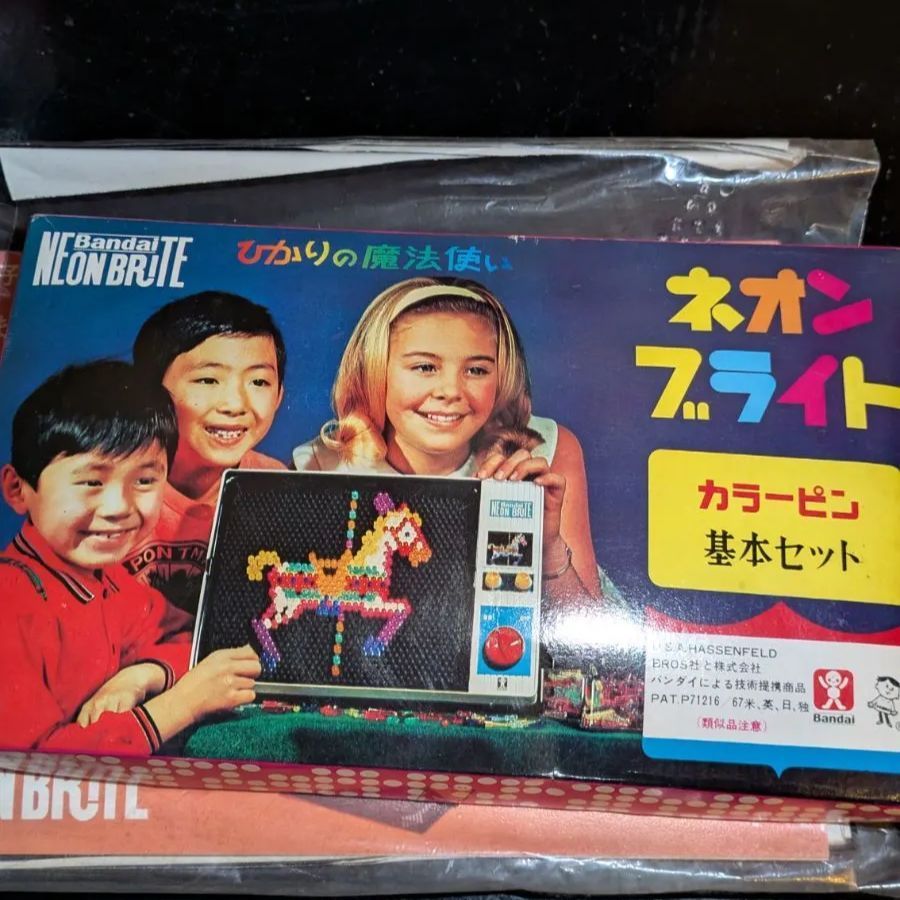 Bandai
NEON BRITE
ひかりの魔法使い
ネオン
ブライト
カラーピン
基本セット
Bandai
NEON BRITE
U.S.A.HASSENFELD
BROS社と株式会社
バンダイによる技術提携商品
PAT.P71216／67米、英、日、独
(類似品注意)
Bandai
N BRITE